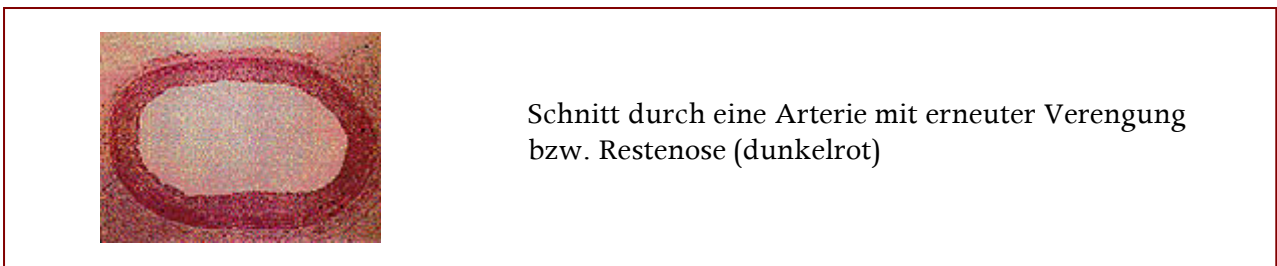 Schnitt durch eine Arterie mit erneuter Verengung
bzw. Restenose (dunkelrot)